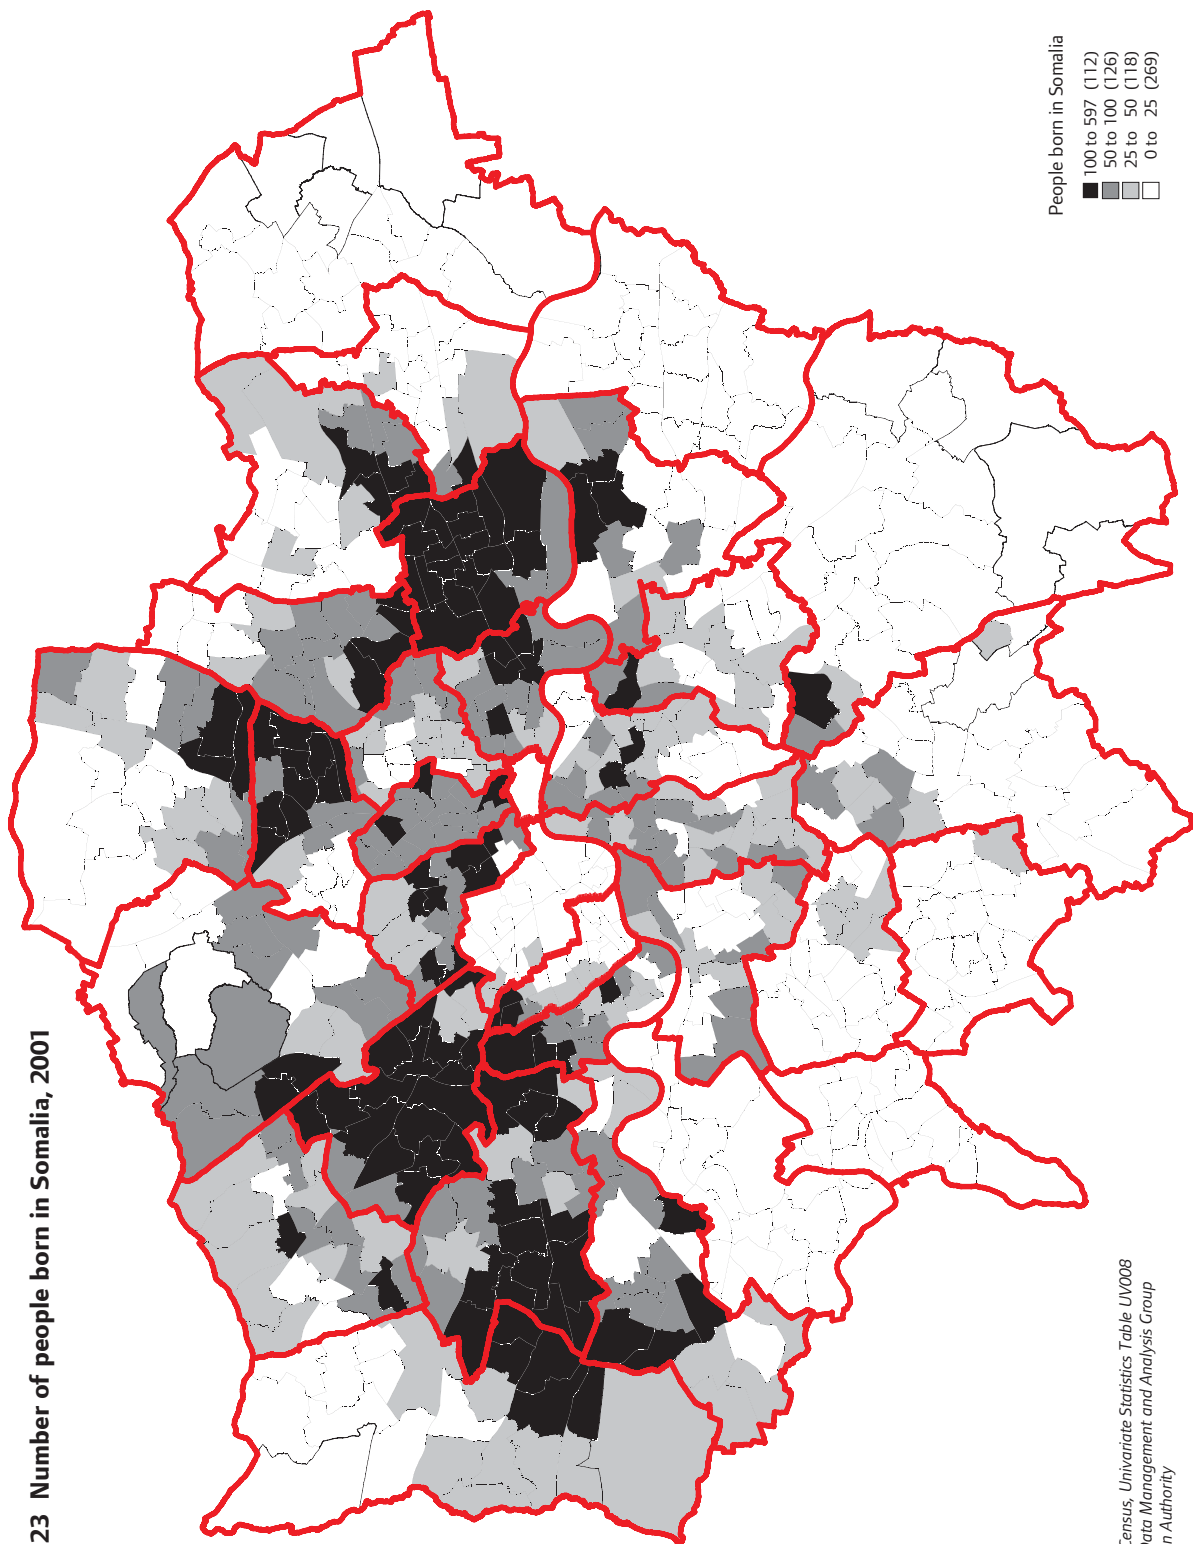 23 Number of people born in Somalia, 2001
People born in Somalia
100 to 597 (112)
50 to 100 (126)
25 to 50 (118)
0 to 25 (269)
Census, Univariate Statistics Table UV008
Data Management and Analysis Group
Authority